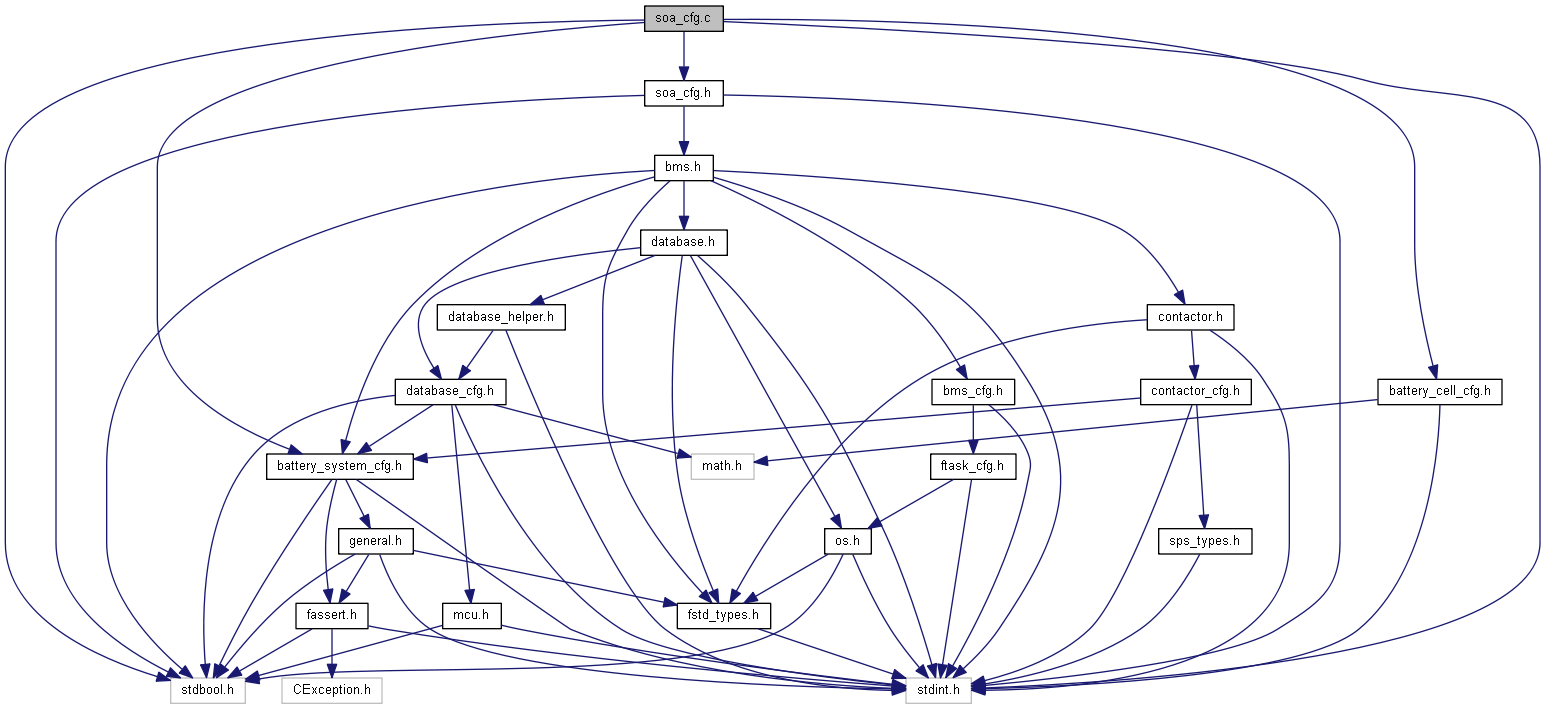 soa_cfg.c
soa_cfg.h
bms.h
database.h
database_helper.h
contactor.h
database_cfg.h
bms_cfg.h
contactor_cfg.h
battery_cell_cfg.h
battery_system_cfg.h
math.h
ftask_cfg.h
general.h
os.h
sps_types.h
fassert.h
mcu.h
fstd_types.h
stdbool.h
CException.h
stdint.h